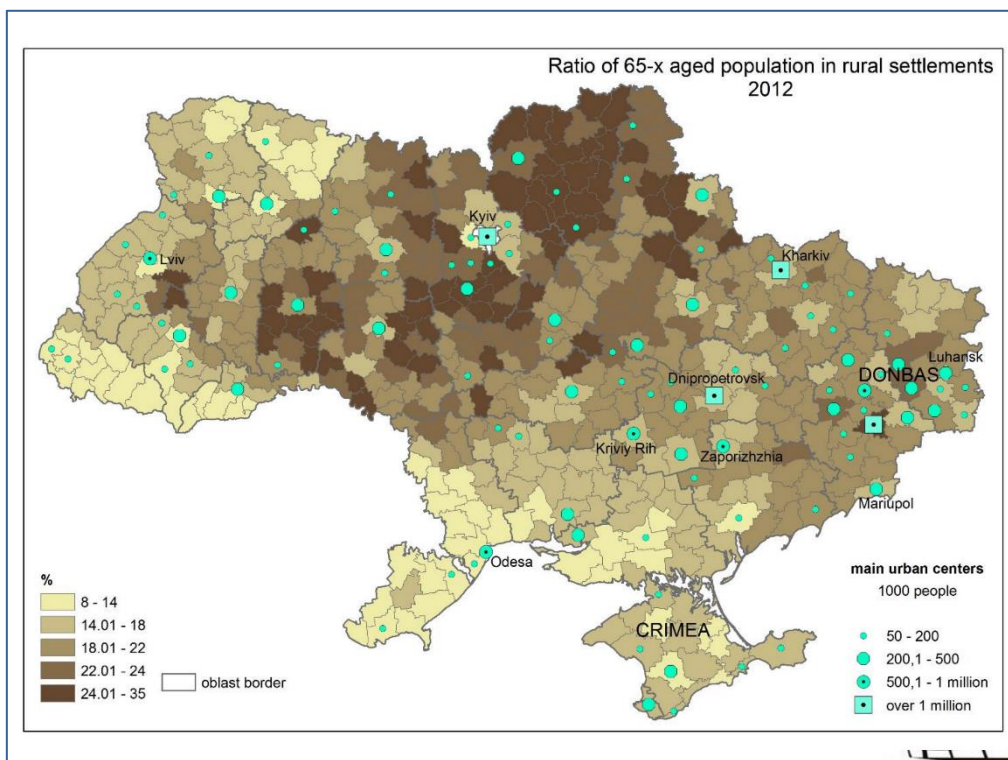 Ratio of 65-x aged population in rural settlements
2012
Kyiv
Lviv
Kharkiv
Luhansk
DONBAS
Dnipropetrovsk
Kriviy Rih
Zaporizhzhia
Mariupol
Odesa
CRIMEA
%
8 - 14
14.01 - 18
18.01 - 22
22.01 - 24
24.01 - 35
oblast border
main urban centers
1000 people
50 - 200
200,1 - 500
500,1 - 1 million
over 1 million